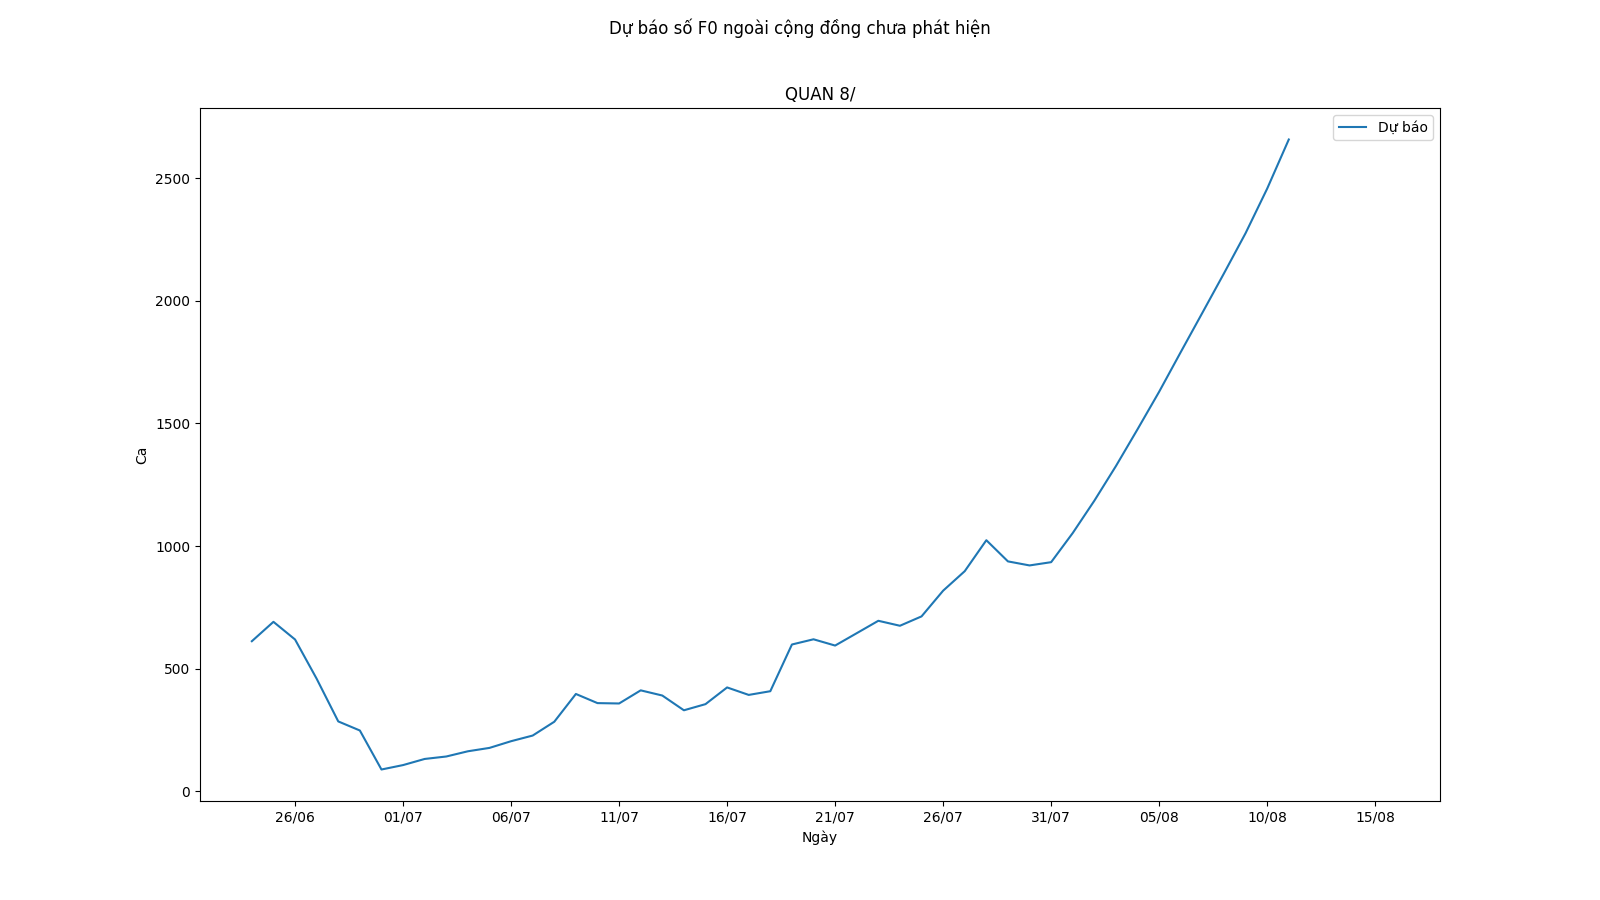 Dự báo số F0 ngoài cộng đồng chưa phát hiện
QUAN 8/
Dự báo
2500
2000
1500
1000
500
0
Ca
26/06 01/07 06/07 11/07 16/07 21/07 26/07 31/07 05/08 10/08 15/08
Ngày